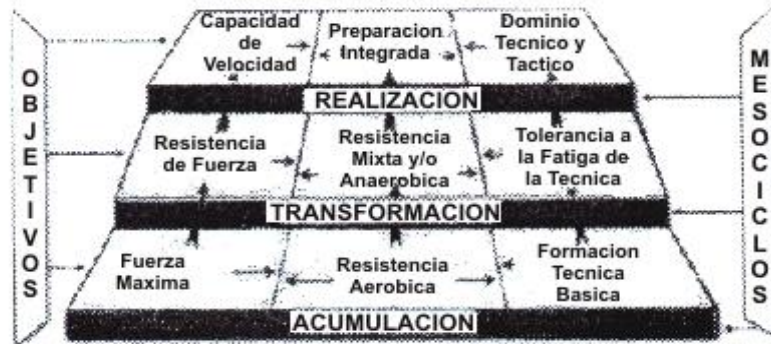 OBJETIVOS
Capacidad
de
Velocidad
Preparacion
Integrada
Dominio
Tecnico y
Tactico
REALIZACION
Resistencia
de Fuerza
Resistencia
Mixta y/o
Anaerobica
Tolerancia a
la Fatiga de
la Tecnica
TRANSFORMACION
Fuerza
Maxima
Resistencia
Aerobica
Formacion
Tecnica
Basica
ACUMULACION
MESOCICLOS